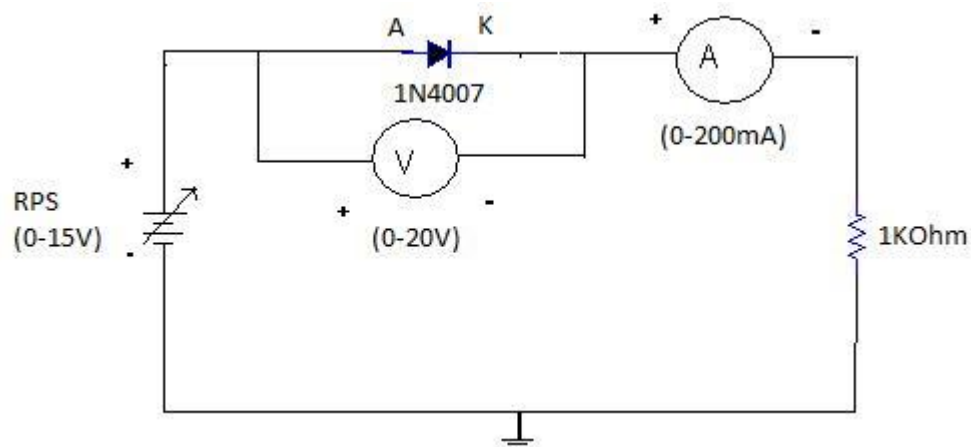 A K
+ -
A
1N4007
(0-200mA)
V
+
+ -
RPS
(0-15V)
-
(0-20V)
1KOhm